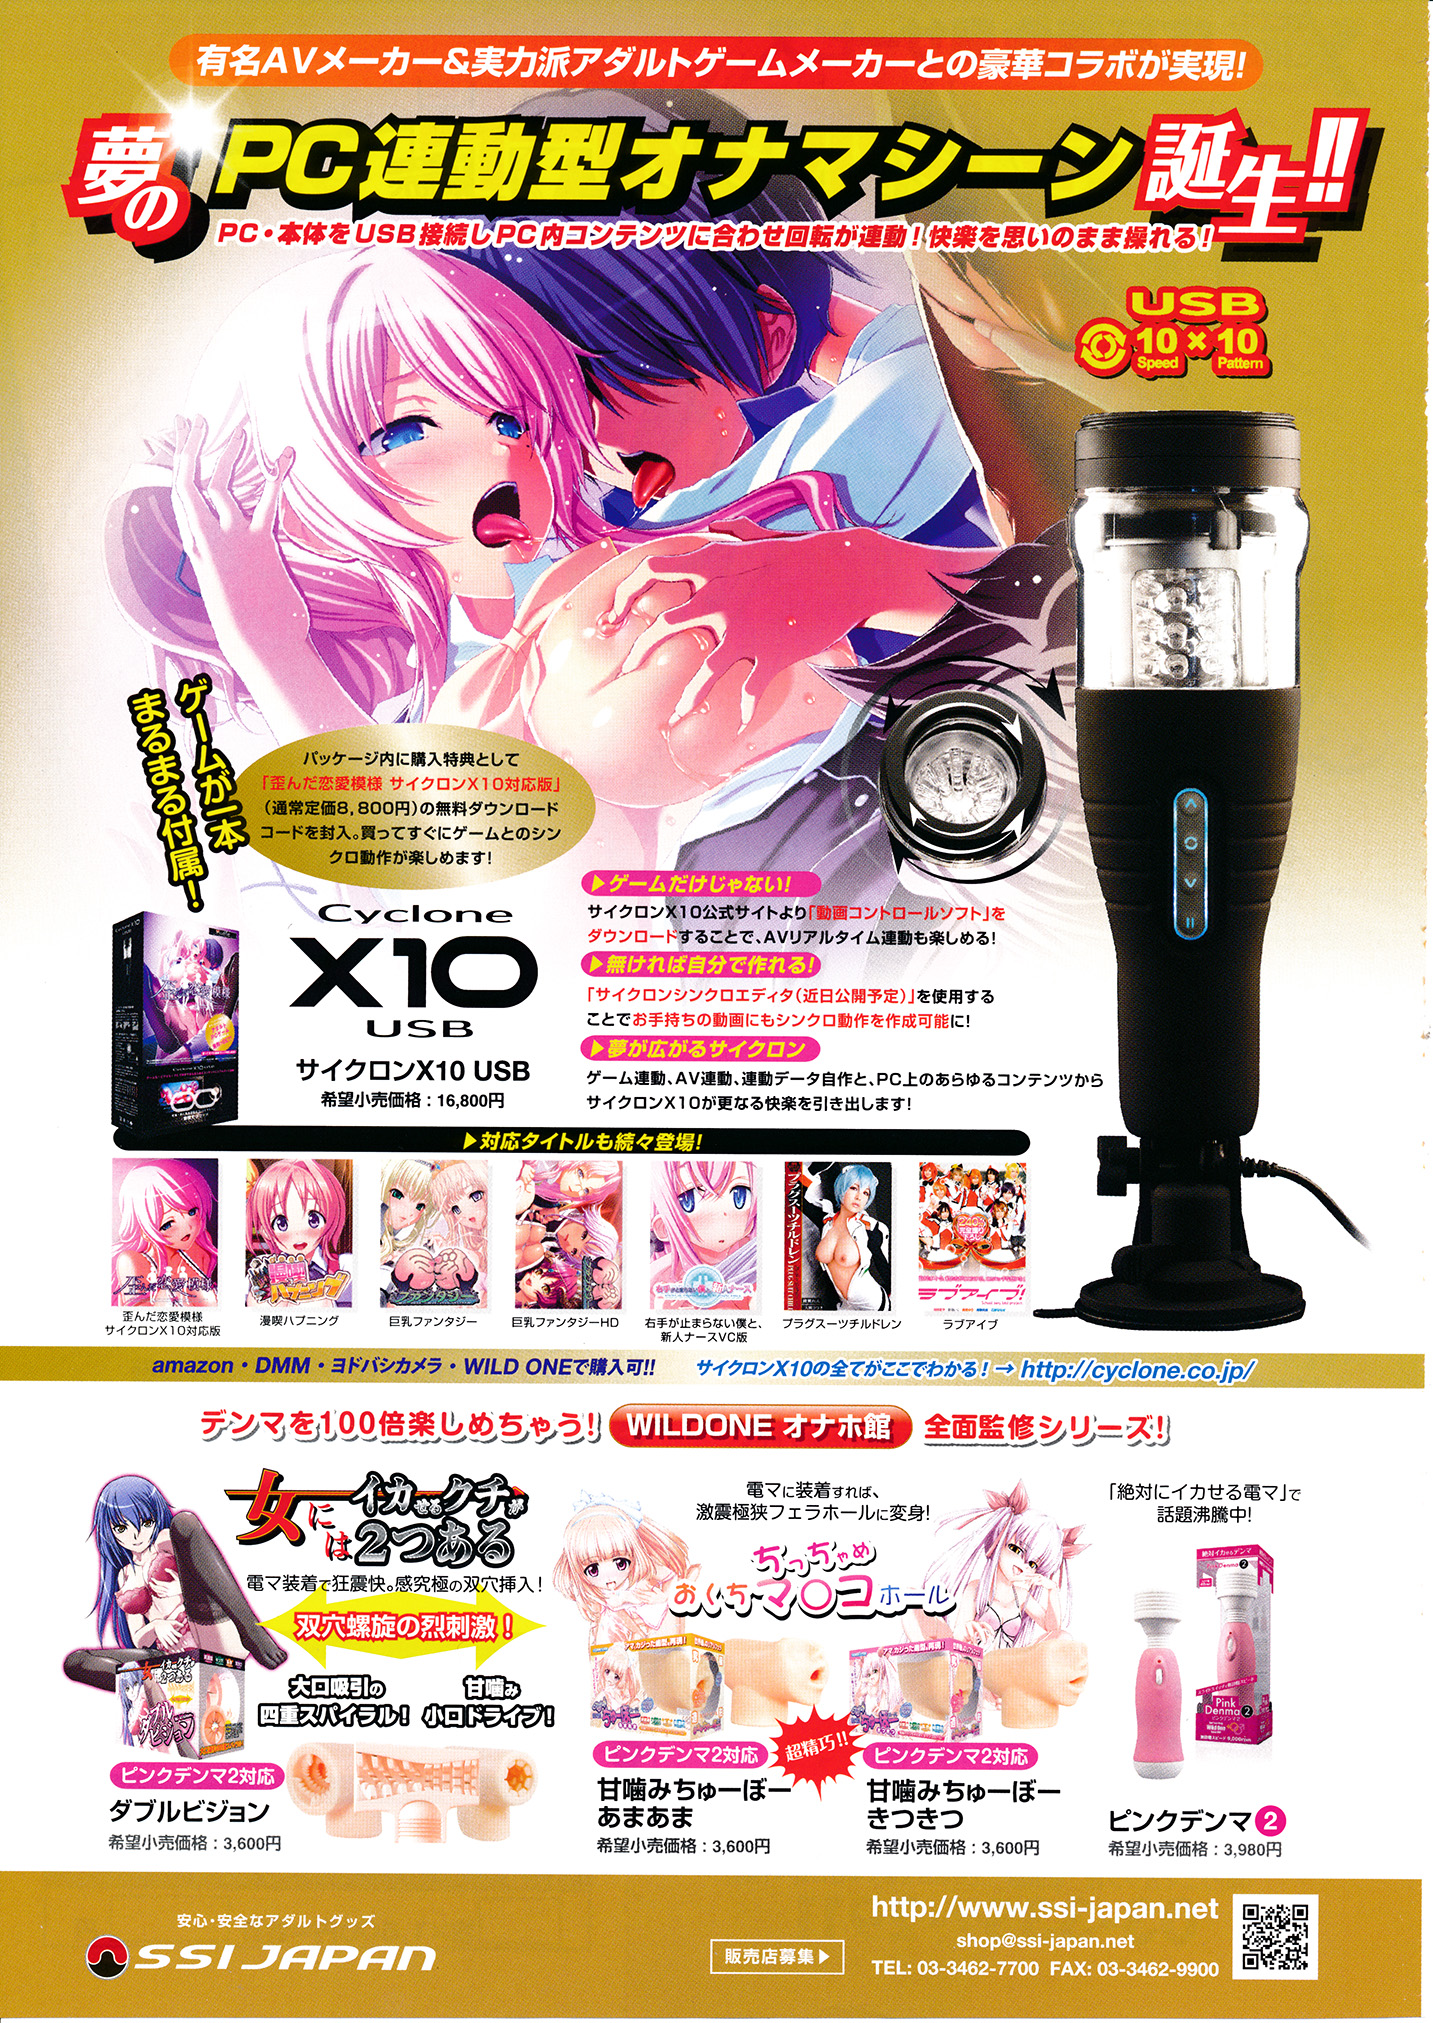 有名AVメーカー&実力派アダルトゲームメーカーとの豪華コラボが実現!
夢のPC連動型オナマシーン誕生!!
PC・本体をUSB接続しPC内コンテンツに合わせ回転が連動!快楽を思いのまま操れる!
USB
10 × 10
Speed Pattern
ゲームが一本
まるまる付属!
パッケージ内に購入特典として
「歪んだ恋愛模様 サイクロンX10対応版」
(通常定価8,800円)の無料ダウンロード
コードを封入。買ってすぐにゲームとのシン
クロ動作が楽しめます!
Cyclone
X10
USB
サイクロンX10 USB
希望小売価格:16,800円
▶ゲームだけじゃない!
サイクロンX10公式サイトより「動画コントロールソフト」を
ダウンロードすることで、AVリアルタイム連動も楽しめる!
▶無ければ自分で作れる!
「サイクロンシンクロエディタ(近日公開予定)」を使用する
ことでお手持ちの動画にもシンクロ動作を作成可能に!
▶夢が広がるサイクロン
ゲーム連動、AV連動、連動データ自作と、PC上のあらゆるコンテンツから
サイクロンX10が更なる快楽を引き出します!
▶対応タイトルも続々登場!
歪んだ恋愛模様
サイクロンX10対応版
漫喫ハプニング
巨乳ファンタジー
巨乳ファンタジーHD
右手が止まらない僕と、
新人ナースVC版
プラグスーツチルドレン
ラブアイブ
amazon・DMM・ヨドバシカメラ・WILD ONEで購入可!!
サイクロンX10の全てがここでわかる!→http://cyclone.co.jp/
デンマを100倍楽しめちゃう! WILDONE オナホ館 全面監修シリーズ!
女にはイカせるクチが2つある
電マ装着で狂震快。感究極の双穴挿入!
双穴螺旋の烈刺激!
大口吸引の
四重スパイラル!
甘噛み
小口ドライブ!
ピンクデンマ2対応
ダブルビジョン
希望小売価格:3,600円
電マに装着すれば、
激震極狭フェラホールに変身!
ちっちゃめ
おくちマ○コホール
超精巧!!
ピンクデンマ2対応
甘噛みちゅーぼー
あまあま
希望小売価格:3,600円
ピンクデンマ2対応
甘噛みちゅーぼー
きつきつ
希望小売価格:3,600円
「絶対にイカせる電マ」で
話題沸騰中!
Pink
Denma 2
ピンクデンマ2
希望小売価格:3,980円
安心・安全なアダルトグッズ
SSI JAPAN
販売店募集▶
http://www.ssi-japan.net
shop@ssi-japan.net
TEL: 03-3462-7700 FAX: 03-3462-9900